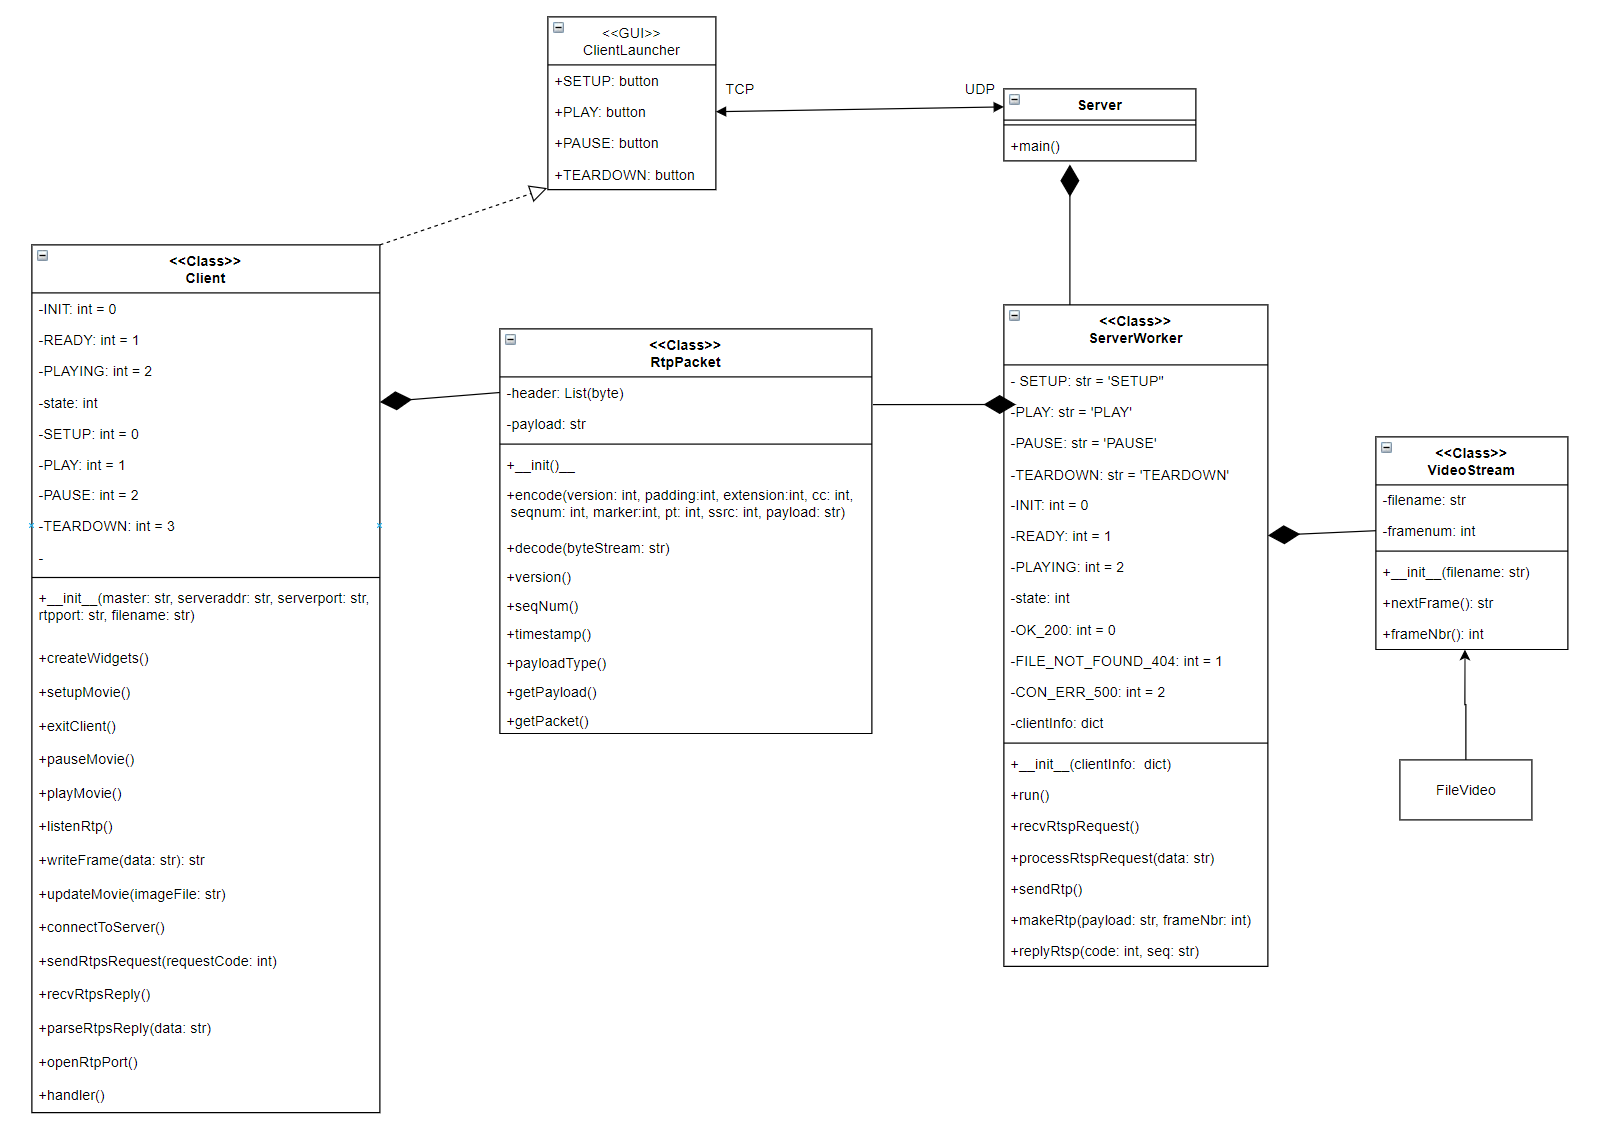 <<GUI>>
ClientLauncher
+SETUP: button
+PLAY: button
+PAUSE: button
+TEARDOWN: button
TCP
UDP
Server
+main()
<<Class>>
Client
-INIT: int = 0
-READY: int = 1
-PLAYING: int = 2
-state: int
-SETUP: int = 0
-PLAY: int = 1
-PAUSE: int = 2
-TEARDOWN: int = 3
-
+__init__(master: str, serveraddr: str, serverport: str,
rtpport: str, filename: str)
+createWidgets()
+setupMovie()
+exitClient()
+pauseMovie()
+playMovie()
+listenRtp()
+writeFrame(data: str): str
+updateMovie(imageFile: str)
+connectToServer()
+sendRtpsRequest(requestCode: int)
+recvRtpsReply()
+parseRtpsReply(data: str)
+openRtpPort()
+handler()
<<Class>>
RtpPacket
-header: List(byte)
-payload: str
+__init()__
+encode(version: int, padding:int, extension:int, cc: int,
seqnum: int, marker:int, pt: int, ssrc: int, payload: str)
+decode(byteStream: str)
+version()
+seqNum()
+timestamp()
+payloadType()
+getPayload()
+getPacket()
<<Class>>
ServerWorker
- SETUP: str = 'SETUP"
-PLAY: str = 'PLAY'
-PAUSE: str = 'PAUSE'
-TEARDOWN: str = 'TEARDOWN'
-INIT: int = 0
-READY: int = 1
-PLAYING: int = 2
-state: int
-OK_200: int = 0
-FILE_NOT_FOUND_404: int = 1
-CON_ERR_500: int = 2
-clientInfo: dict
+__init__(clientInfo:  dict)
+run()
+recvRtspRequest()
+processRtspRequest(data: str)
+sendRtp()
+makeRtp(payload: str, frameNbr: int)
+replyRtsp(code: int, seq: str)
<<Class>>
VideoStream
-filename: str
-framenum: int
+__init__(filename: str)
+nextFrame(): str
+frameNbr(): int
FileVideo